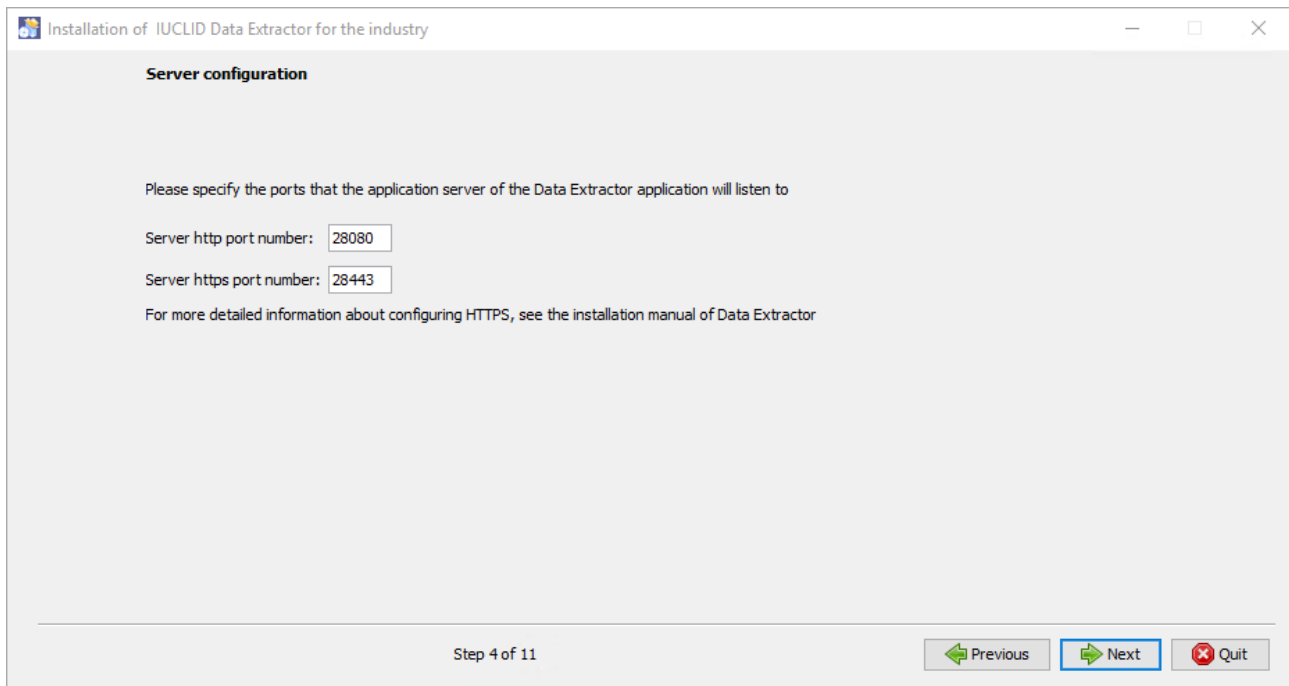 Installation of IUCLID Data Extractor for the industry
Server configuration
Please specify the ports that the application server of the Data Extractor application will listen to
Server http port number: 28080
Server https port number: 28443
For more detailed information about configuring HTTPS, see the installation manual of Data Extractor
Step 4 of 11
Previous
Next
Quit